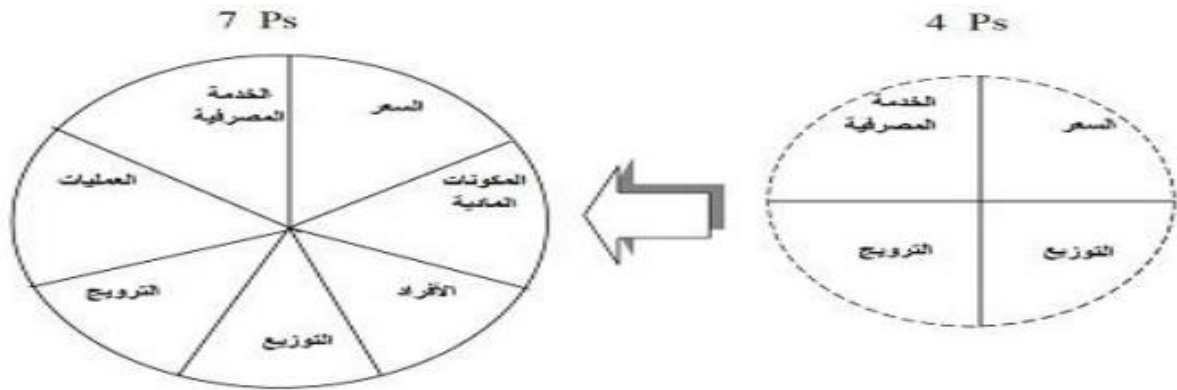 7 Ps
4 Ps
الخدمة
المصرفية
السعر
المكونات
المادية
الأفراد
التوزيع
الترويج
العمليات
الخدمة
المصرفية
السعر
التوزيع
الترويج